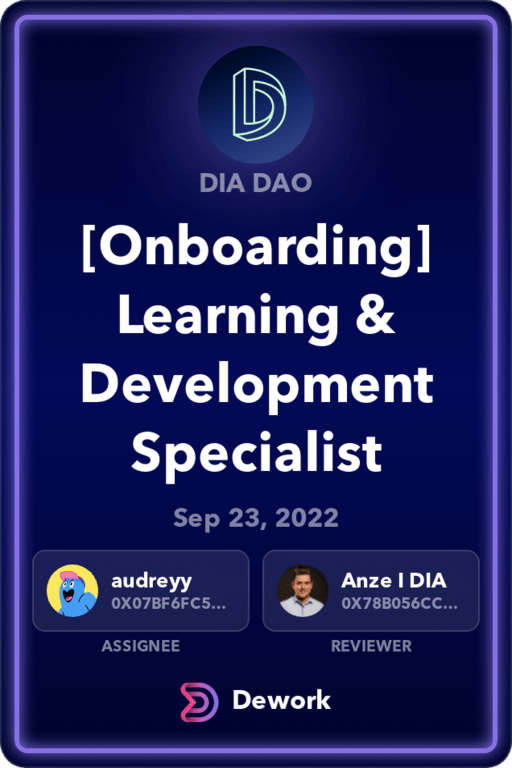 DIA DAO
[Onboarding]
Learning &
Development
Specialist
Sep 23, 2022
audreyy
0X07BF6FC5...
ASSIGNEE
Anze I DIA
0X78B056CC...
REVIEWER
Dework